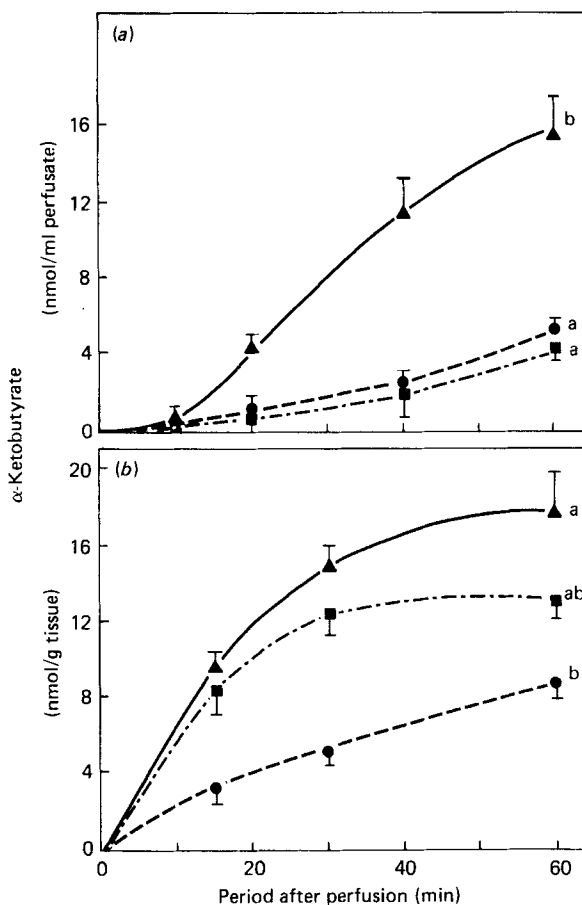 (a)
16
12
8
4
0
b
a
a
(nmol/ml perfusate)
α-Ketobutyrate
(b)
20
16
12
8
4
0
a
ab
b
(nmol/g tissue)
0 20 40 60
Period after perfusion (min)